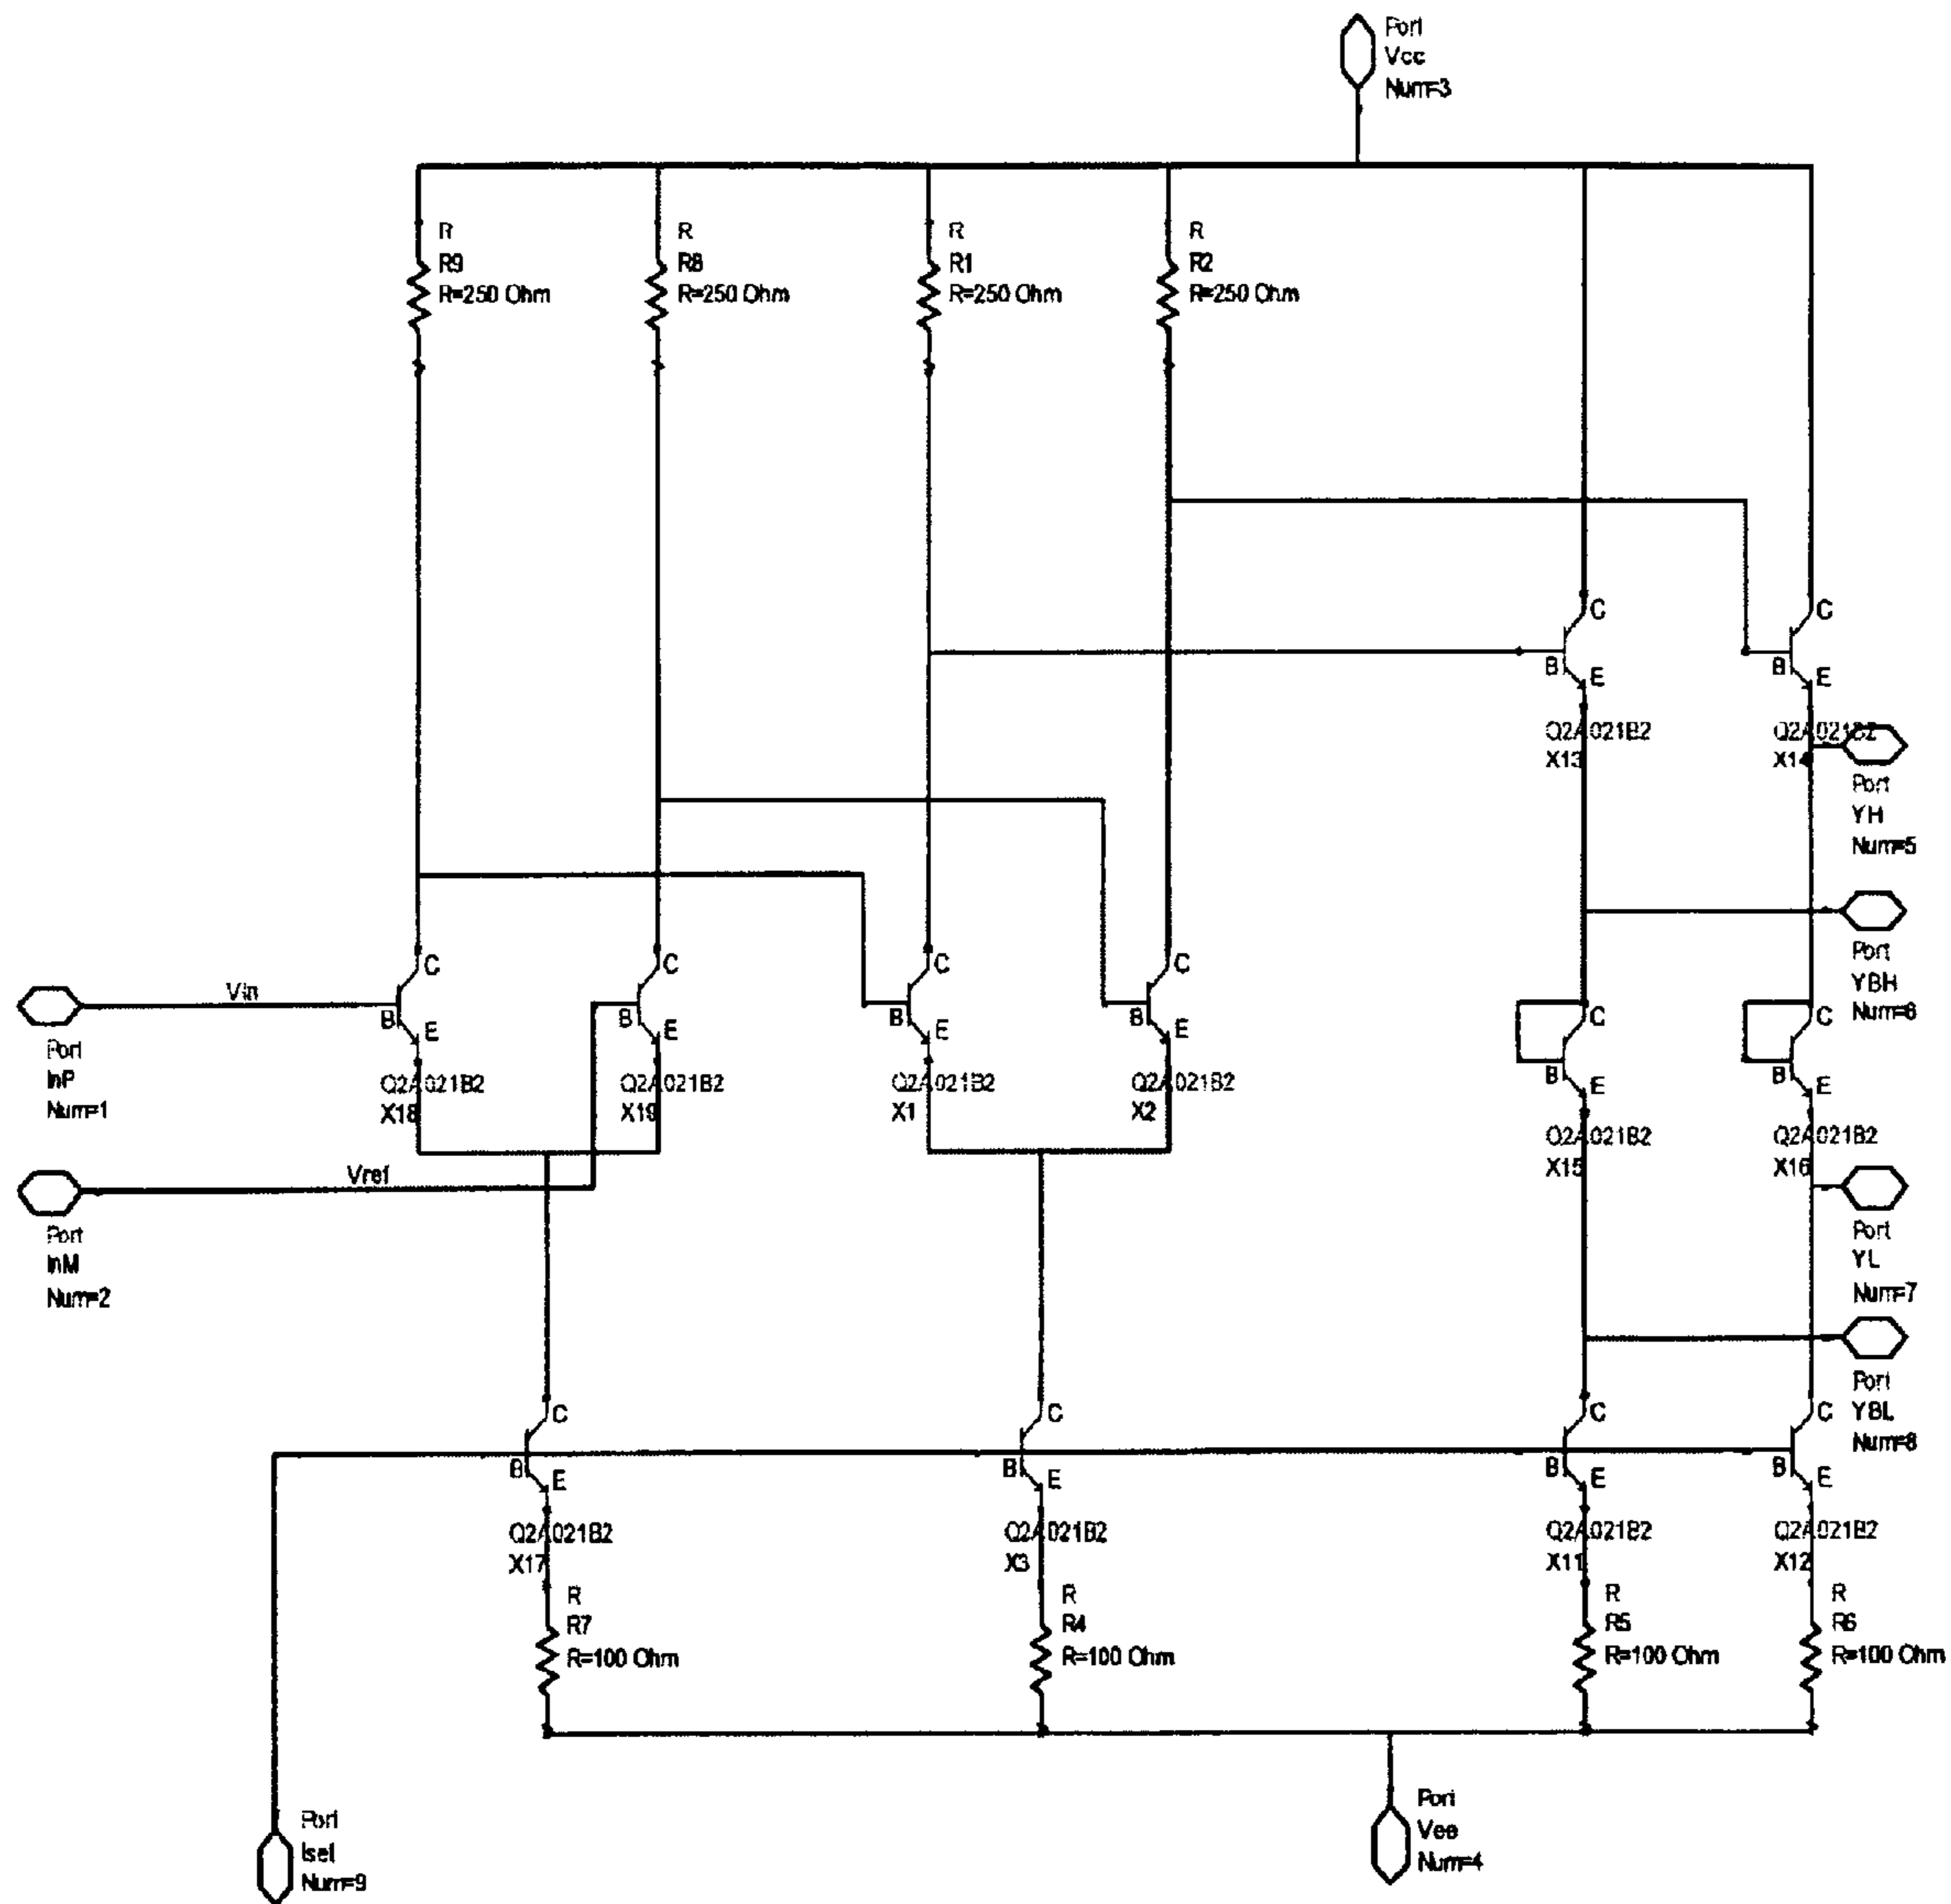 Port
Vcc
Num=3
R
R9
R=250 Ohm
R
R8
R=250 Ohm
R
R1
R=250 Ohm
R
R2
R=250 Ohm
C
B
E
Q2A021B2
X13
C
B
E
Q2A021B2
X14
Port
YH
Num=5
Port
YBH
Num=6
Vin
Port
InP
Num=1
C
B
E
Q2A021B2
X18
C
B
E
Q2A021B2
X19
C
B
E
Q2A021B2
X1
C
B
E
Q2A021B2
X2
C
B
E
Q2A021B2
X15
C
B
E
Q2A021B2
X16
Vref
Port
InM
Num=2
Port
YL
Num=7
Port
YBL
Num=8
C
B
E
Q2A021B2
X17
C
B
E
Q2A021B2
X3
C
B
E
Q2A021B2
X11
C
B
E
Q2A021B2
X12
R
R7
R=100 Ohm
R
R4
R=100 Ohm
R
R5
R=100 Ohm
R
R6
R=100 Ohm
Port
Isel
Num=9
Port
Vee
Num=4